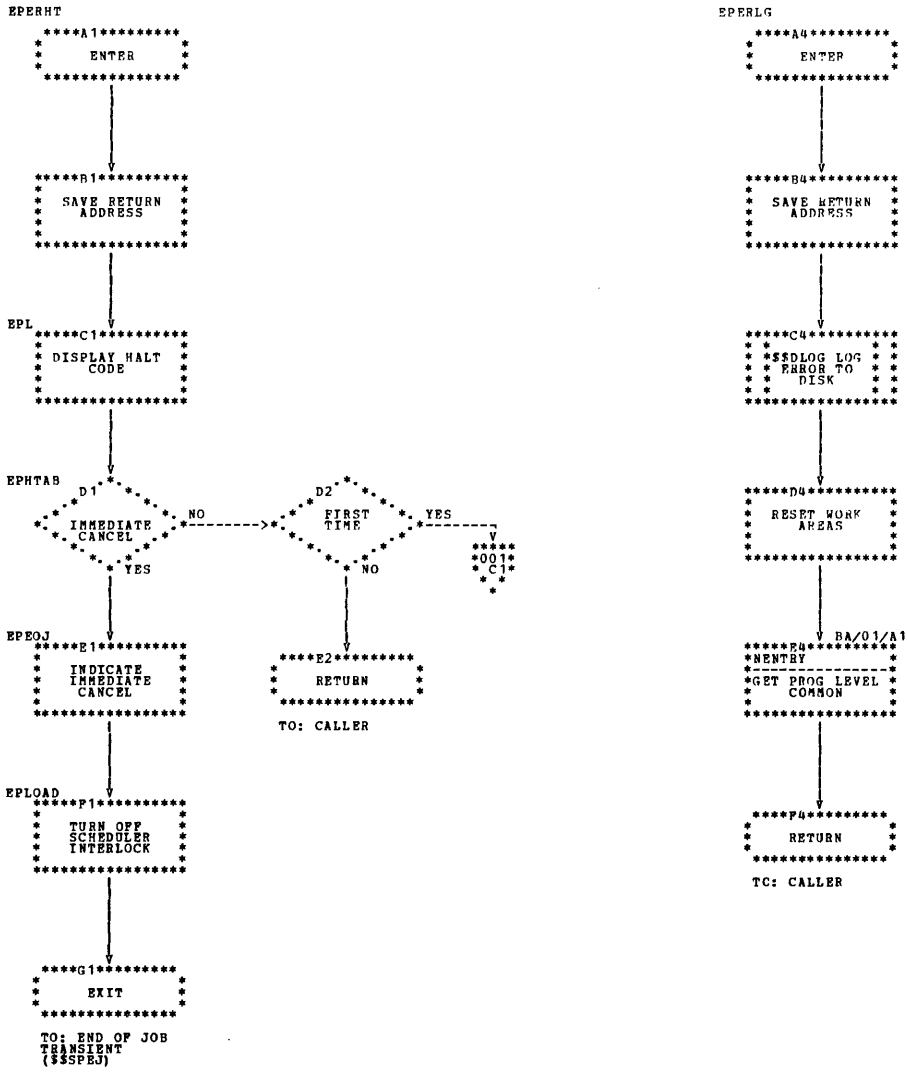 EPERHT
A1
ENTER
B1
SAVE RETURN
ADDRESS
EPL
C1
DISPLAY HALT
CODE
EPHTAB
D1
IMMEDIATE
CANCEL
NO
YES
D2
FIRST
TIME
YES
NO
001
C1
EPEOJ
E1
INDICATE
IMMEDIATE
CANCEL
E2
RETURN
TO: CALLER
EPLOAD
F1
TURN OFF
SCHEDULER
INTERLOCK
G1
EXIT
TO: END OF JOB
TRANSIENT
($$SPEJ)
EPERLG
A4
ENTER
B4
SAVE RETURN
ADDRESS
C4
$$DLOG LOG
ERROR TO
DISK
D4
RESET WORK
AREAS
BA/01/A1
E4
NENTRY
GET PROG LEVEL
COMMON
F4
RETURN
TO: CALLER